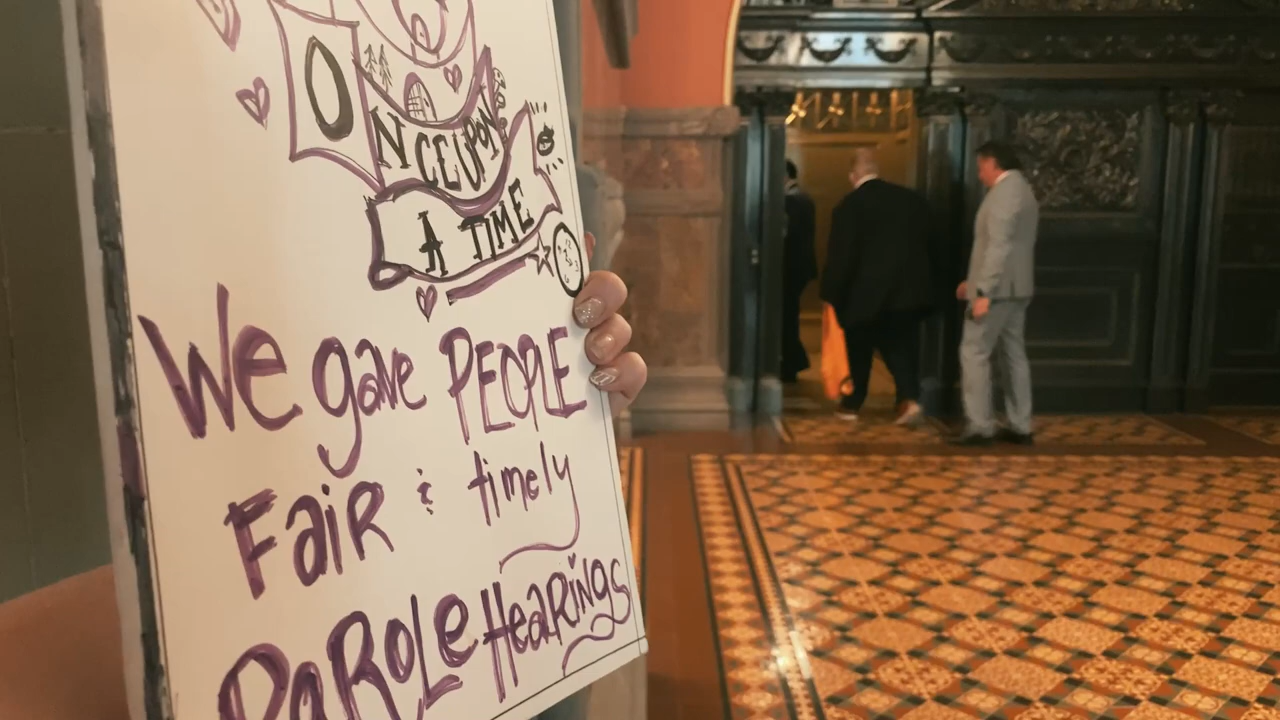 ONCE UPON
A TIME
We gave PEOPLE
FaiR & timely
PaRoLe HeaRiNgs